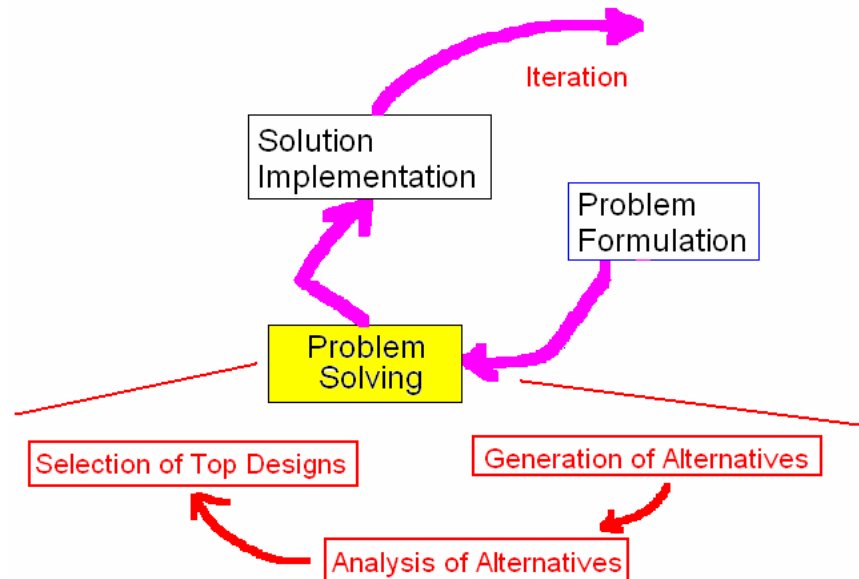 Iteration
Solution
Implementation
Problem
Formulation
Problem
Solving
Selection of Top Designs
Generation of Alternatives
Analysis of Alternatives